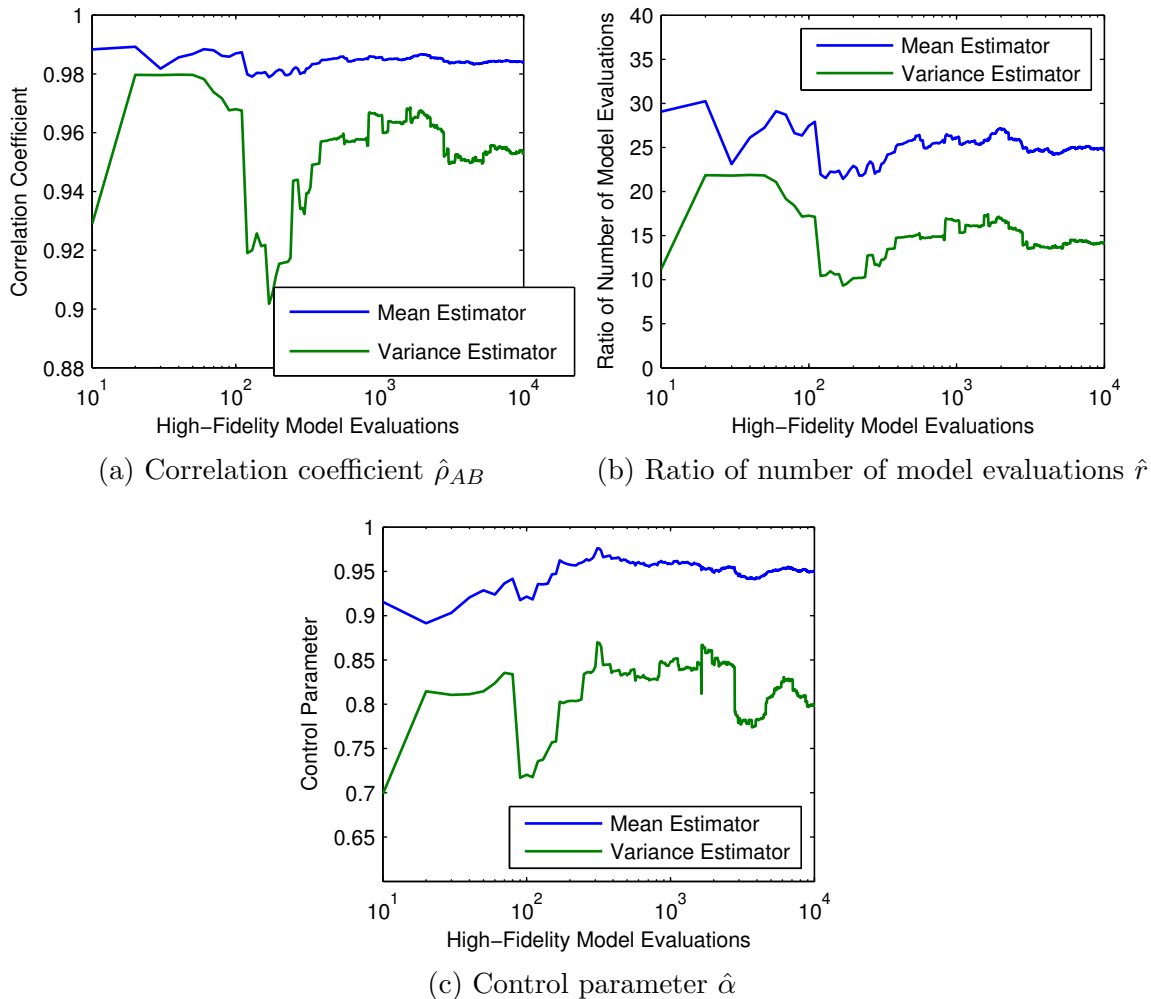 1
0.98
0.96
0.94
0.92
0.9
0.88
Correlation Coefficient
Mean Estimator
Variance Estimator
10^1
10^2
10^3
10^4
High−Fidelity Model Evaluations
(a) Correlation coefficient ρ̂_{AB}
40
35
30
25
20
15
10
5
0
Ratio of Number of Model Evaluations
Mean Estimator
Variance Estimator
10^1
10^2
10^3
10^4
High−Fidelity Model Evaluations
(b) Ratio of number of model evaluations r̂
1
0.95
0.9
0.85
0.8
0.75
0.7
0.65
Control Parameter
Mean Estimator
Variance Estimator
10^1
10^2
10^3
10^4
High−Fidelity Model Evaluations
(c) Control parameter α̂